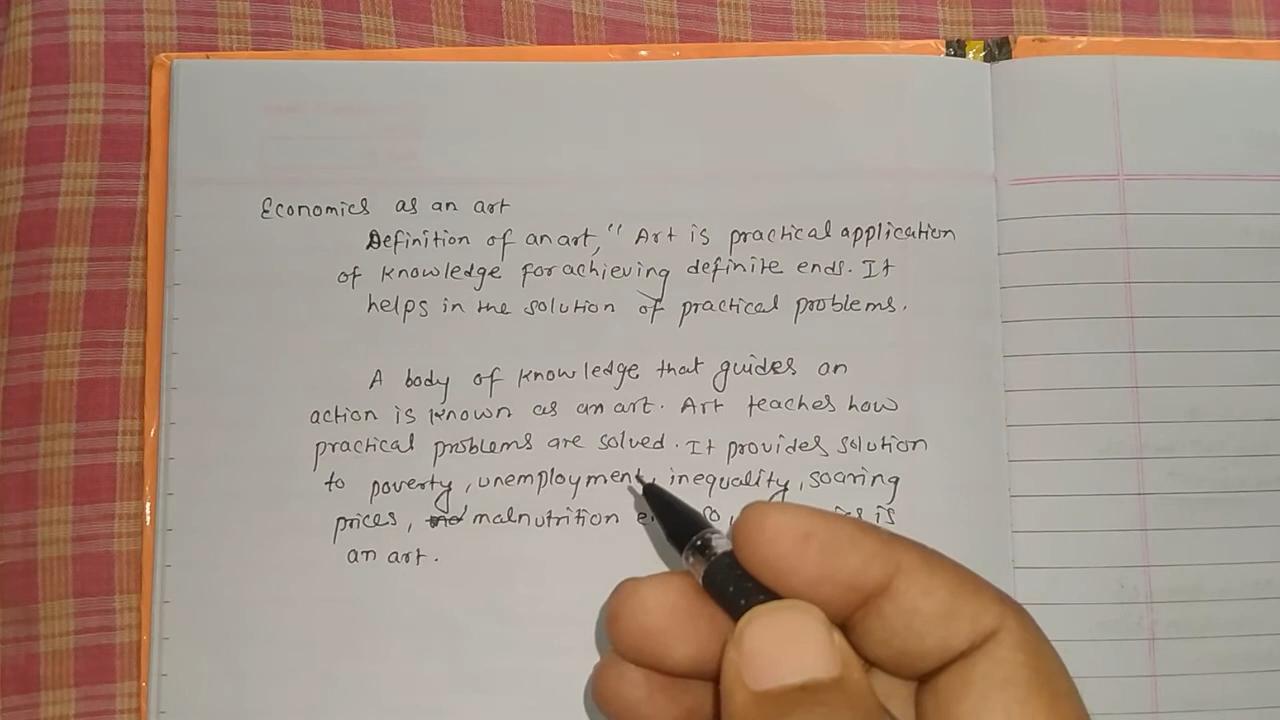 Economics as an art
Definition of an art, " Art is practical application
of knowledge for achieving definite ends. It
helps in the solution of practical problems.
A body of knowledge that guides an
action is known as an art. Art teaches how
practical problems are solved. It provides solution
to poverty, unemployment, inequality, soaring
prices, malnutrition so, is
an art.